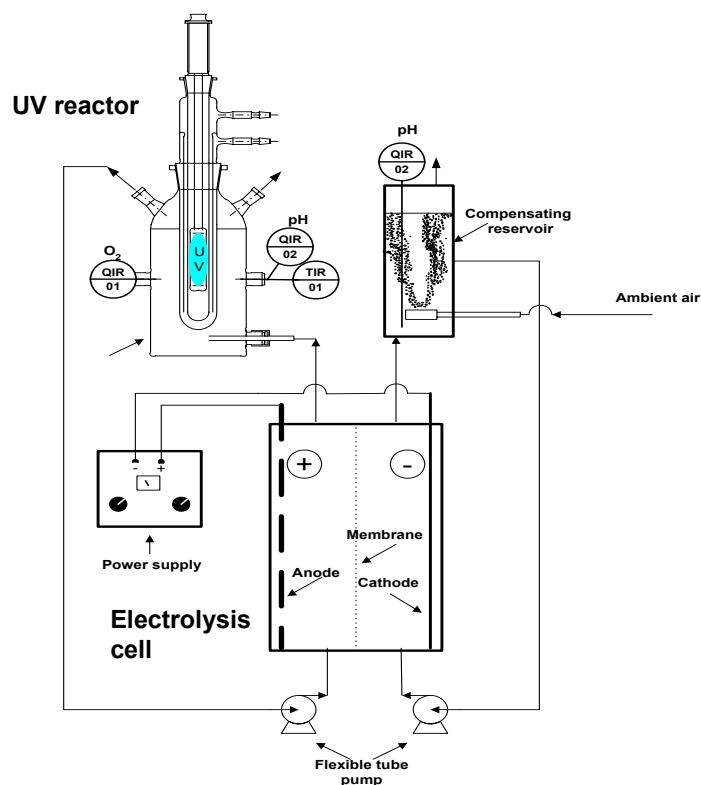 UV reactor
pH
QIR
02
Compensating
reservoir
O2
QIR
01
U
V
pH
QIR
02
TIR
01
Ambient air
- +
+
-
Membrane
Anode
Cathode
Power supply
Electrolysis
cell
Flexible tube
pump